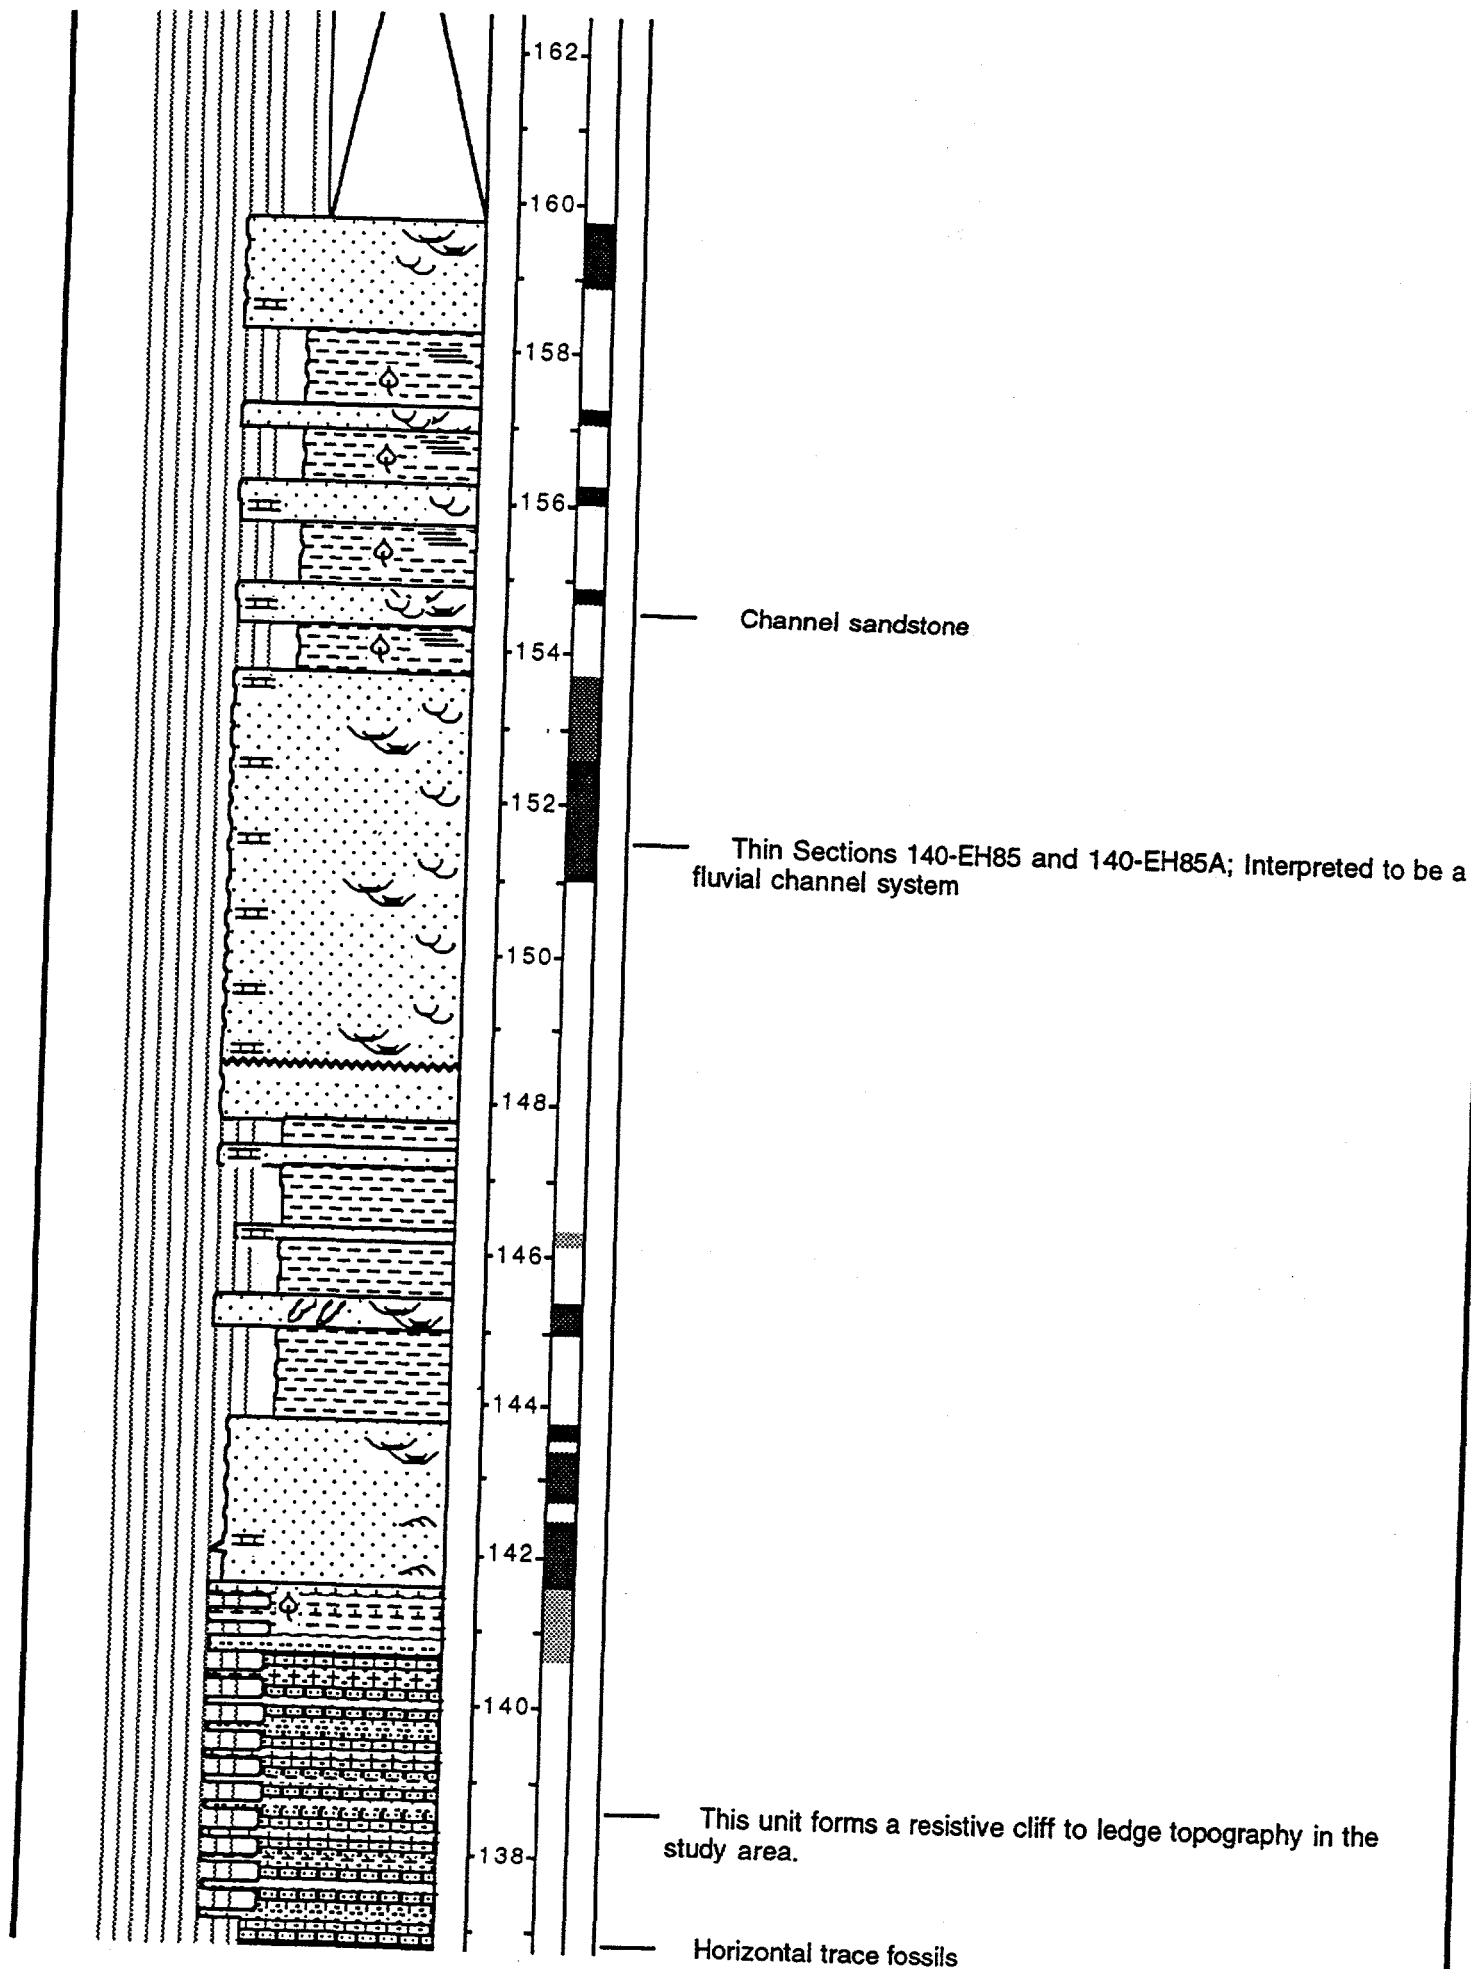 162
160
158
156
Channel sandstone
154
152
Thin Sections 140-EH85 and 140-EH85A; Interpreted to be a
fluvial channel system
150
148
146
144
142
140
This unit forms a resistive cliff to ledge topography in the
study area.
138
Horizontal trace fossils